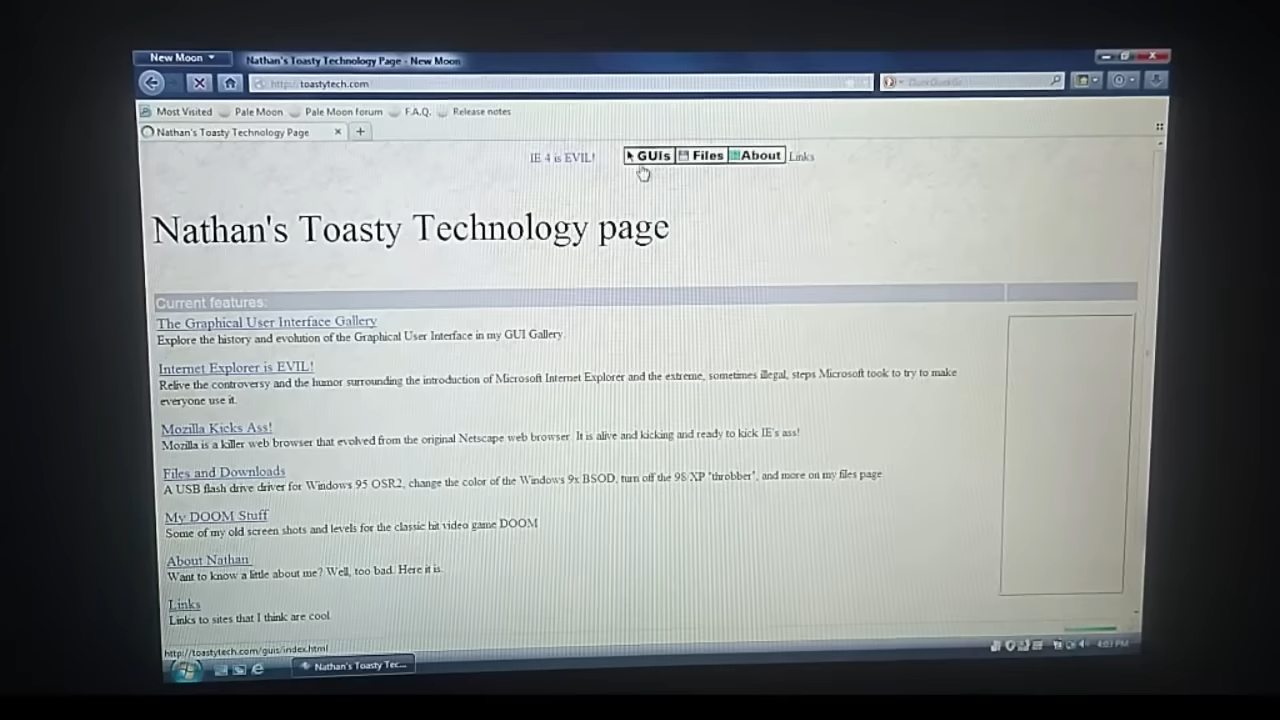 New Moon
Nathan's Toasty Technology Page - New Moon
http://toastytech.com
DuckDuckGo
Most Visited Pale Moon Pale Moon forum F.A.Q. Release notes
Nathan's Toasty Technology Page
IE 4 is EVIL! GUIs Files About Links
Nathan's Toasty Technology page
Current features:
The Graphical User Interface Gallery
Explore the history and evolution of the Graphical User Interface in my GUI Gallery.
Internet Explorer is EVIL!
Relive the controversy and the humor surrounding the introduction of Microsoft Internet Explorer and the extreme, sometimes illegal, steps Microsoft took to try to make
everyone use it.
Mozilla Kicks Ass!
Mozilla is a killer web browser that evolved from the original Netscape web browser. It is alive and kicking and ready to kick IE's ass!
Files and Downloads
A USB flash drive driver for Windows 95 OSR2, change the color of the Windows 9x BSOD, turn off the 98/XP "throbber", and more on my files page
My DOOM Stuff
Some of my old screen shots and levels for the classic hit video game DOOM
About Nathan
Want to know a little about me? Well, too bad. Here it is.
Links
Links to sites that I think are cool.
http://toastytech.com/guis/index.html
Nathan's Toasty Tec...
4:03 PM